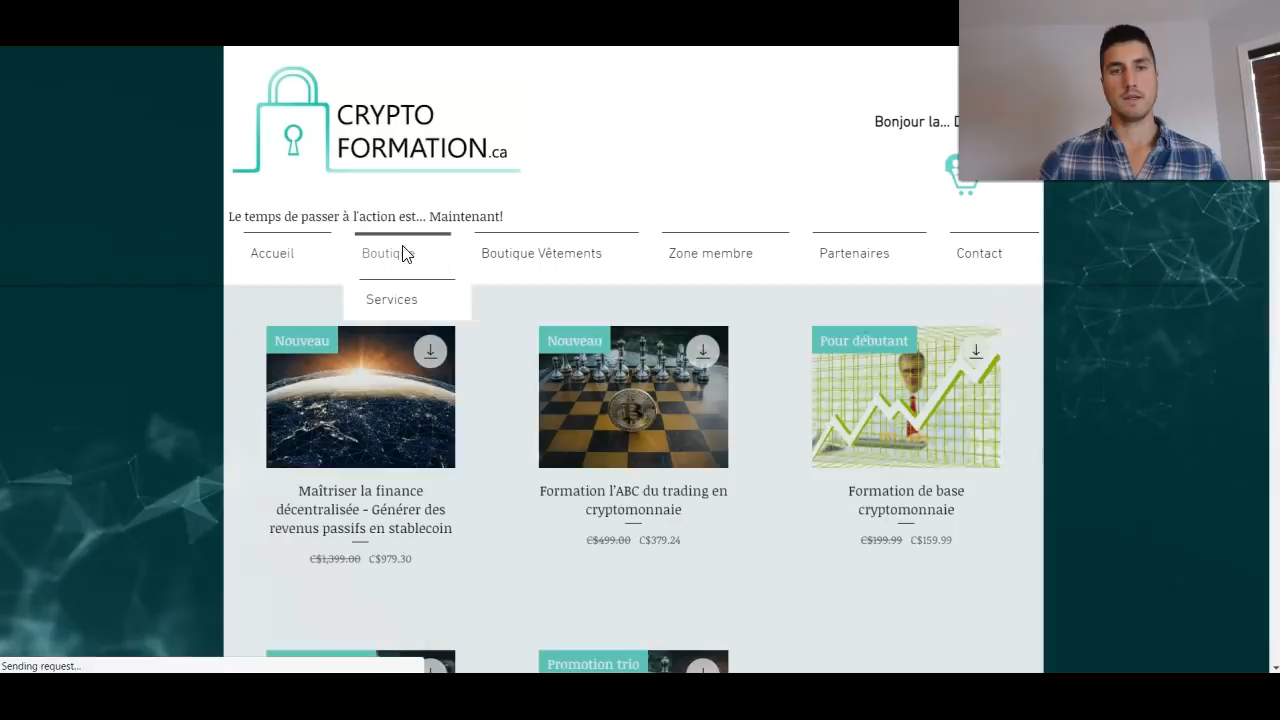 CRYPTO
FORMATION.ca
Bonjour la...
Le temps de passer à l'action est... Maintenant!
Accueil
Boutique
Boutique Vêtements
Zone membre
Partenaires
Contact
Services
Nouveau
Nouveau
Pour débutant
Maîtriser la finance
décentralisée - Générer des
revenus passifs en stablecoin
C$1,399.00 C$979.30
Formation l'ABC du trading en
cryptomonnaie
C$499.00 C$379.24
Formation de base
cryptomonnaie
C$199.99 C$159.99
Promotion trio
Sending request...